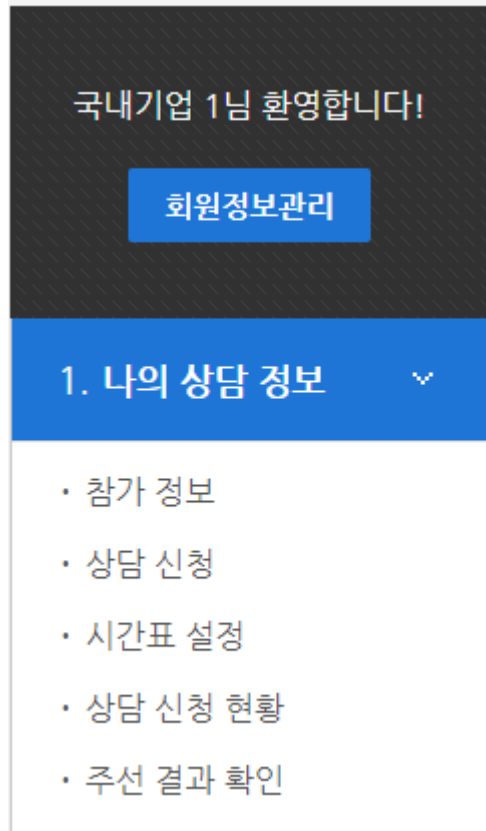 국내기업 1님 환영합니다!
회원정보관리
1. 나의 상담 정보
• 참가 정보
• 상담 신청
• 시간표 설정
• 상담 신청 현황
• 주선 결과 확인